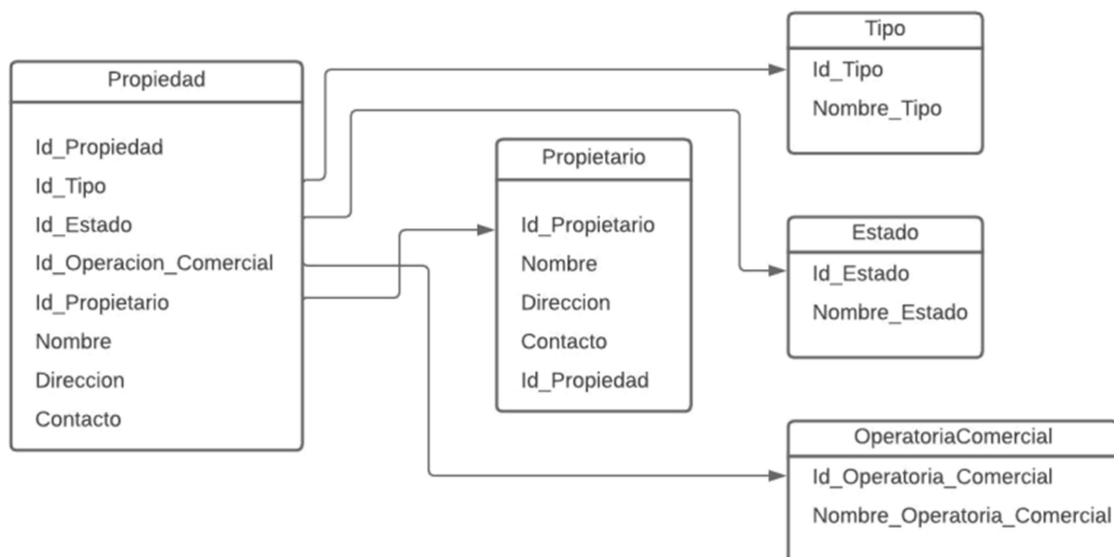 Propiedad
Id_Propiedad
Id_Tipo
Id_Estado
Id_Operacion_Comercial
Id_Propietario
Nombre
Direccion
Contacto
Propietario
Id_Propietario
Nombre
Direccion
Contacto
Id_Propiedad
Tipo
Id_Tipo
Nombre_Tipo
Estado
Id_Estado
Nombre_Estado
OperatoriaComercial
Id_Operatoria_Comercial
Nombre_Operatoria_Comercial